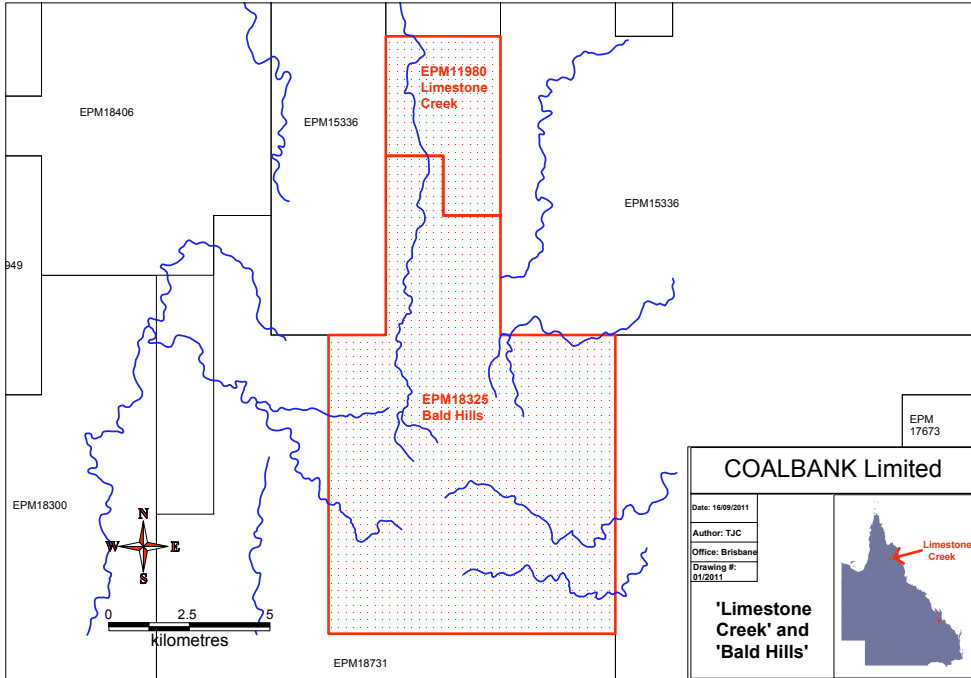 EPM11980
Limestone
Creek
EPM18406
EPM15336
EPM15336
949
EPM18325
Bald Hills
EPM
17673
EPM18300
N
W
E
S
0
2.5
5
kilometres
EPM18731
COALBANK Limited
Date: 16/09/2011
Author: TJC
Office: Brisbane
Drawing #:
01/2011
'Limestone
Creek' and
'Bald Hills'
Limestone
Creek